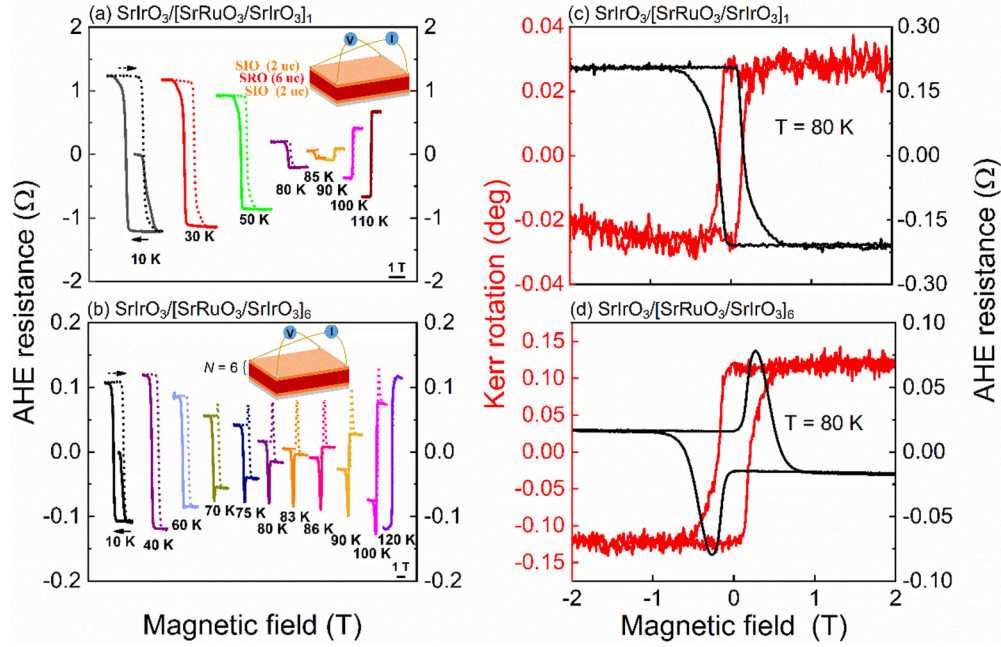 (a) SrIrO₃/[SrRuO₃/SrIrO₃]₁
2
1
0
-1
-2
2
1
0
-1
-2
V
I
SIO (2 uc)
SRO (6 uc)
SIO (2 uc)
10 K
30 K
50 K
80 K
85 K
90 K
100 K
110 K
1 T
AHE resistance (Ω)
(b) SrIrO₃/[SrRuO₃/SrIrO₃]₆
0.2
0.1
0.0
-0.1
-0.2
0.2
0.1
0.0
-0.1
-0.2
V
I
N = 6
10 K
40 K
60 K
70 K
75 K
80 K
83 K
86 K
90 K
100 K
120 K
1 T
Magnetic field (T)
(c) SrIrO₃/[SrRuO₃/SrIrO₃]₁
0.04
0.02
0.00
-0.02
-0.04
0.30
0.15
0.00
-0.15
-0.30
T = 80 K
Kerr rotation (deg)
AHE resistance (Ω)
(d) SrIrO₃/[SrRuO₃/SrIrO₃]₆
0.15
0.10
0.05
0.00
-0.05
-0.10
-0.15
0.10
0.05
0.00
-0.05
-0.10
T = 80 K
-2
-1
0
1
2
Magnetic field (T)